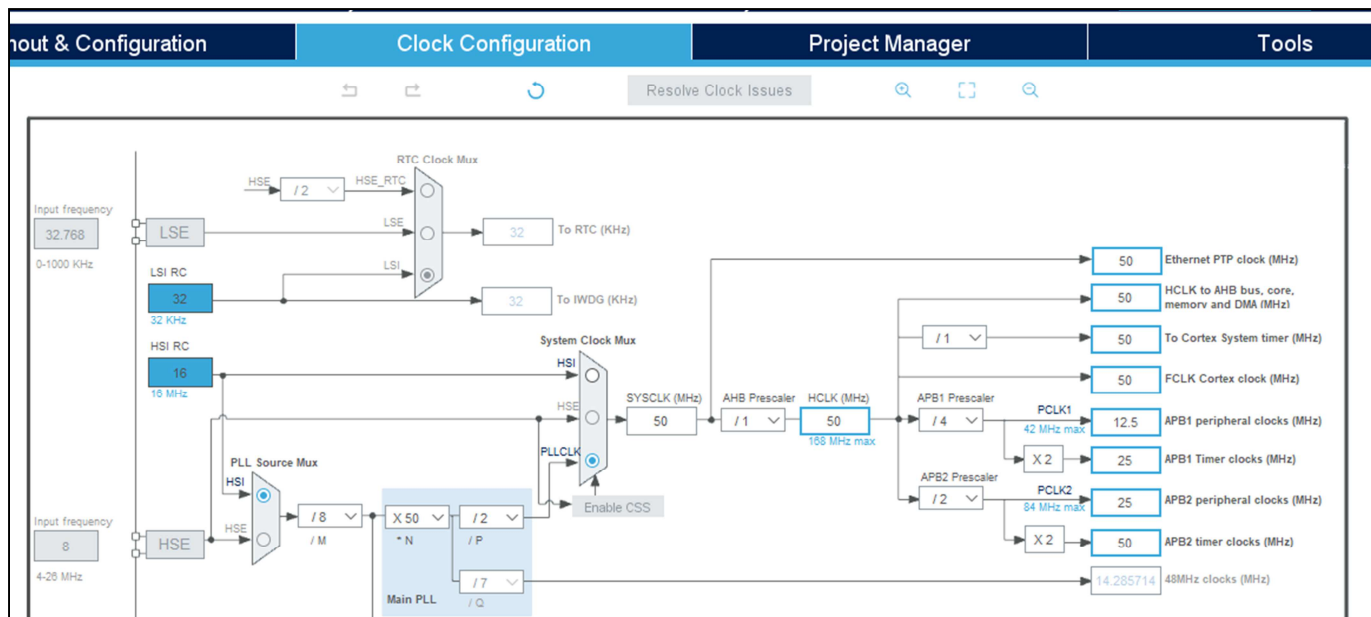 nout & Configuration
Clock Configuration
Project Manager
Tools
Resolve Clock Issues
RTC Clock Mux
HSE
/ 2
HSE_RTC
Input frequency
32.768
0-1000 KHz
LSE
LSE
32
To RTC (KHz)
LSI RC
32
32 KHz
LSI
32
To IWDG (KHz)
HSI RC
16
16 MHz
System Clock Mux
HSI
HSE
PLLCLK
Enable CSS
SYSCLK (MHz)
50
AHB Prescaler
/ 1
HCLK (MHz)
50
168 MHz max
50
Ethernet PTP clock (MHz)
50
HCLK to AHB bus, core,
memory and DMA (MHz)
/ 1
50
To Cortex System timer (MHz)
50
FCLK Cortex clock (MHz)
APB1 Prescaler
/ 4
PCLK1
42 MHz max
12.5
APB1 peripheral clocks (MHz)
X 2
25
APB1 Timer clocks (MHz)
APB2 Prescaler
/ 2
PCLK2
84 MHz max
25
APB2 peripheral clocks (MHz)
X 2
50
APB2 timer clocks (MHz)
14.285714
48MHz clocks (MHz)
PLL Source Mux
HSI
HSE
Input frequency
8
4-26 MHz
HSE
/ 8
/ M
X 50
* N
/ 2
/ P
/ 7
/ Q
Main PLL